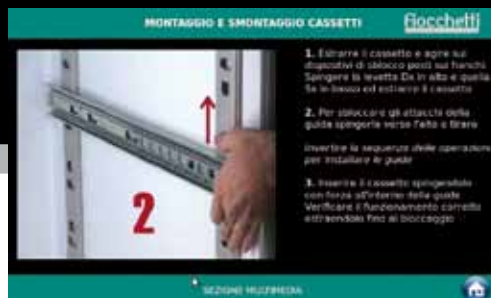 MONTAGGIO E SMONTAGGIO CASSETTI
fiocchetti
1. Estrarre il cassetto e agire sui
dispositivi di sblocco posti sui fianchi
Spingere la levetta Dx in alto e quella
Sx in basso ed estrarre il cassetto
2. Per sbloccare gli attacchi della
guida spingerla verso l'alto e tirare
Invertire la sequenza delle operazioni
per installare le guide
3. Inserire il cassetto spingendolo
con forza all'interno delle guide
Verificare il funzionamento corretto
estraendolo fino al bloccaggio
2
SEZIONE MULTIMEDIA